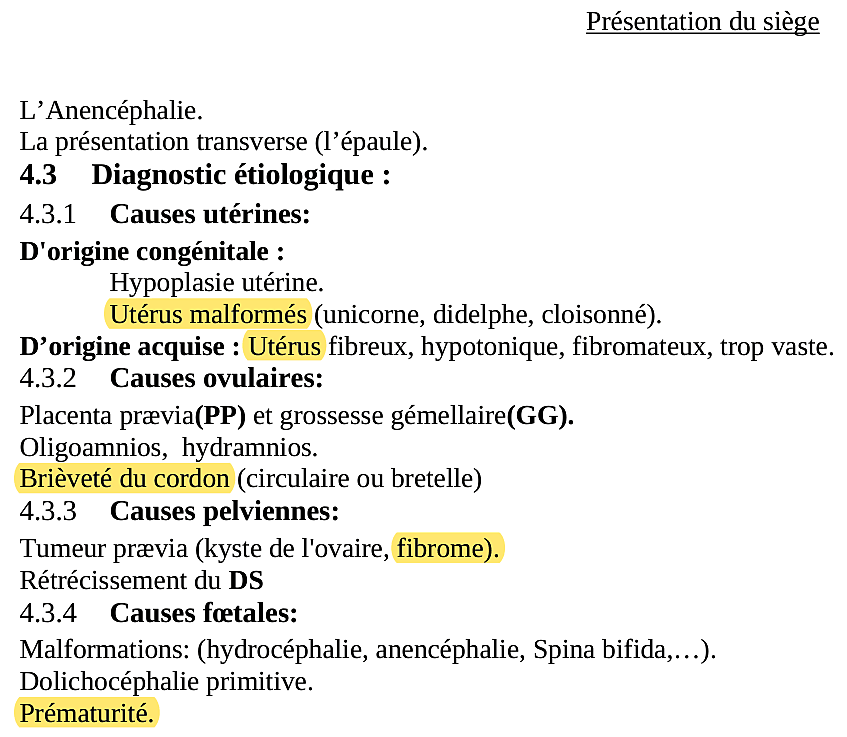 Présentation du siège
L’Anencéphalie.
La présentation transverse (l’épaule).
4.3 Diagnostic étiologique :
4.3.1 Causes utérines:
D'origine congénitale :
Hypoplasie utérine.
Utérus malformés (unicorne, didelphe, cloisonné).
D’origine acquise : Utérus fibreux, hypotonique, fibromateux, trop vaste.
4.3.2 Causes ovulaires:
Placenta prævia(PP) et grossesse gémellaire(GG).
Oligoamnios, hydramnios.
Brièveté du cordon (circulaire ou bretelle)
4.3.3 Causes pelviennes:
Tumeur prævia (kyste de l'ovaire, fibrome).
Rétrécissement du DS
4.3.4 Causes fœtales:
Malformations: (hydrocéphalie, anencéphalie, Spina bifida,…).
Dolichocéphalie primitive.
Prématurité.